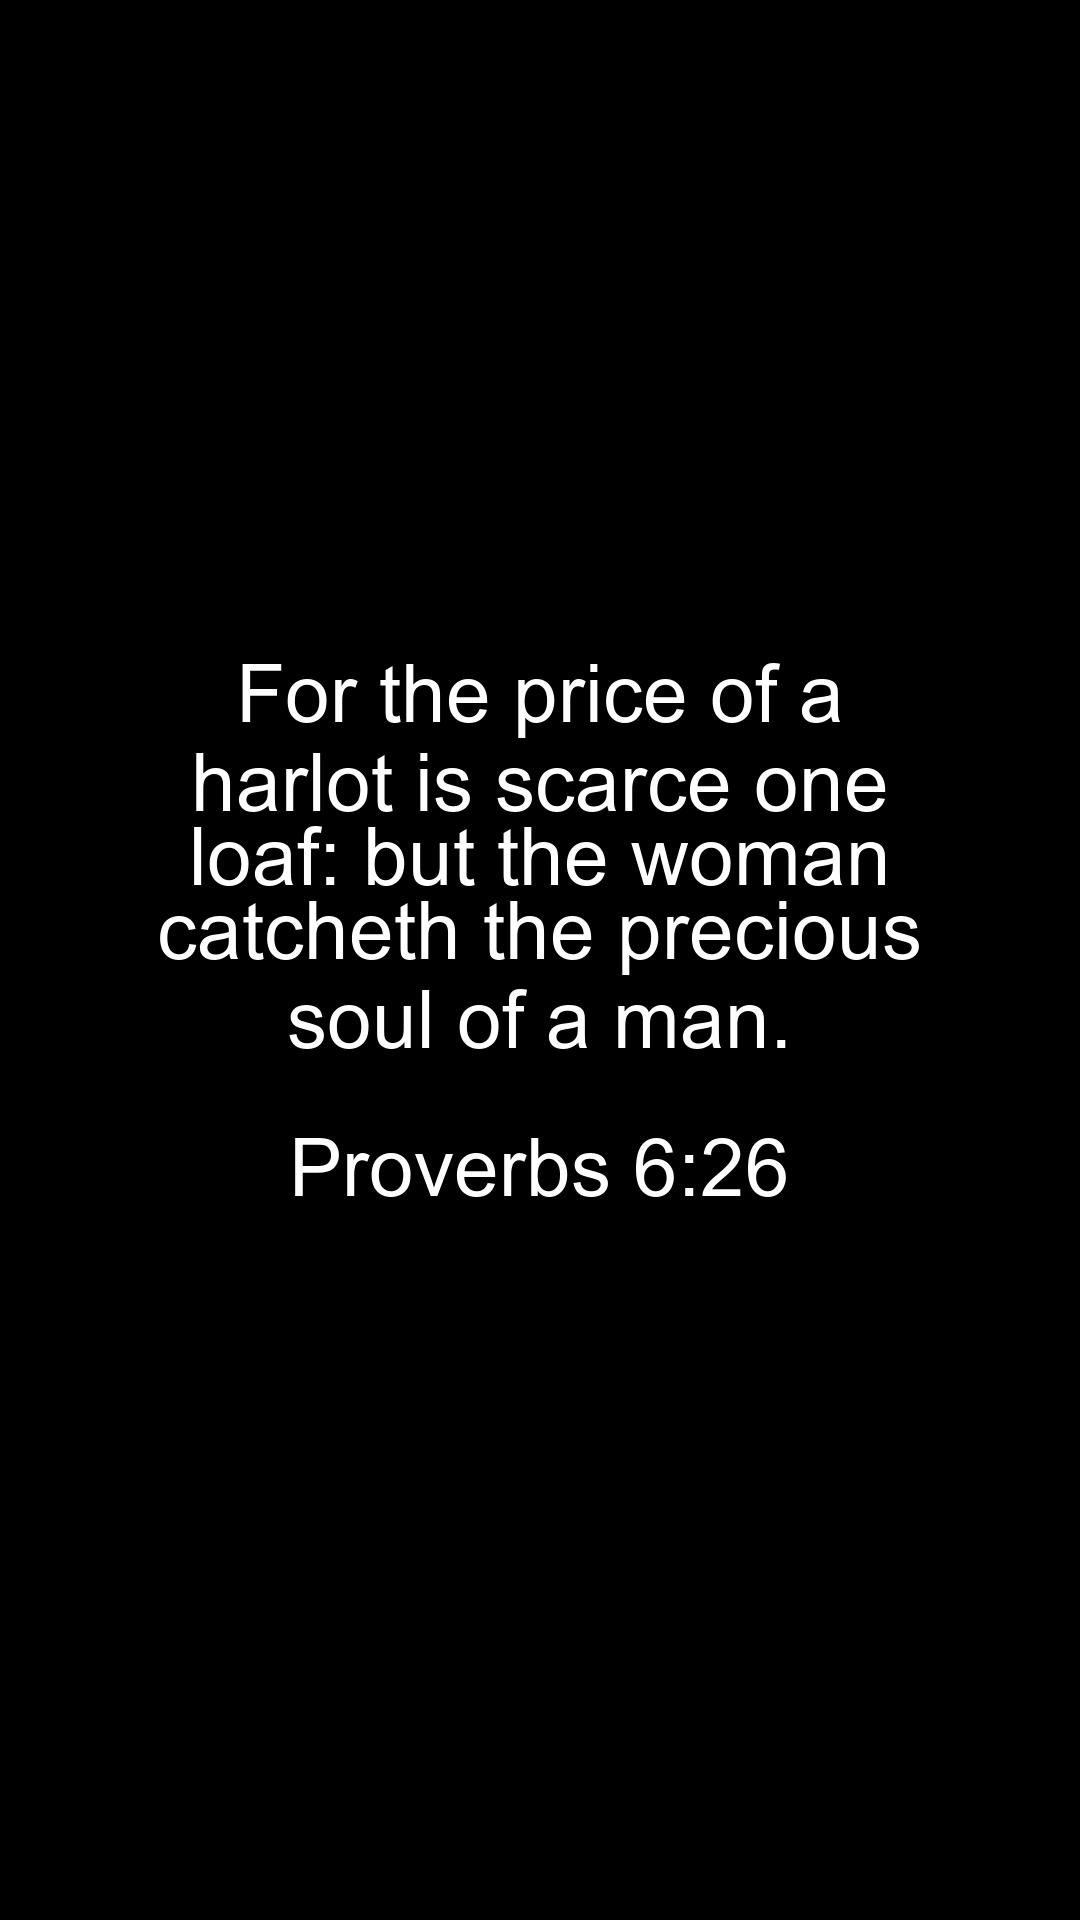 For the price of a
harlot is scarce one
loaf: but the woman
catcheth the precious
soul of a man.
Proverbs 6:26